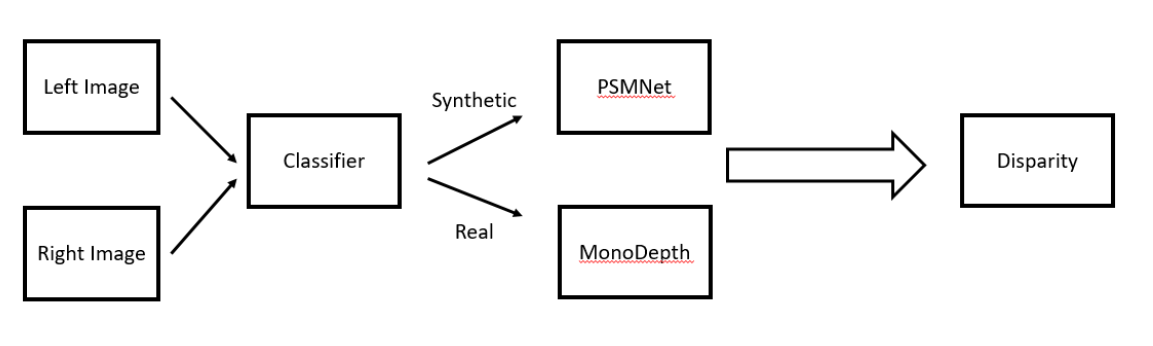 Left Image
Right Image
Classifier
Synthetic
Real
PSMNet
MonoDepth
Disparity